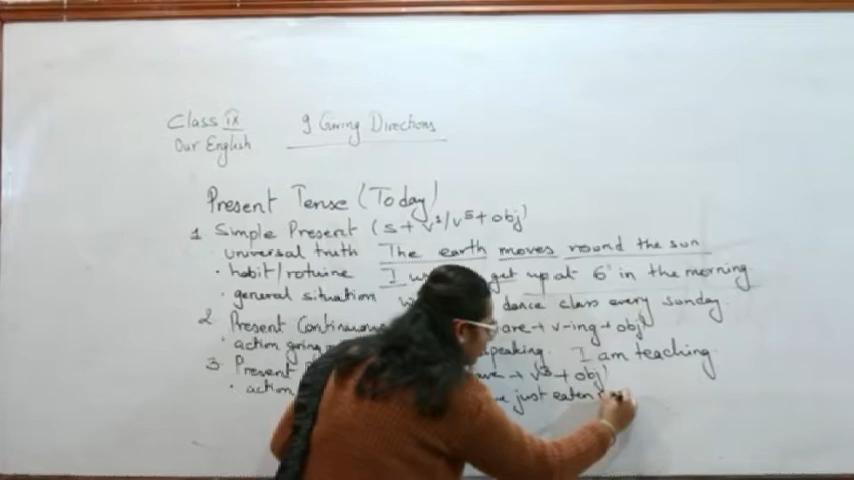 Class IX 9 Giving Directions
Our English
Present Tense (Today)
1 Simple Present (S + V¹/V⁵ + obj)
· universal truth The earth moves round the sun
· habit/rotuine I get up at 6° in the morning
· general situation dance class every sunday.
2 Present Continuous are + v-ing + obj
· action going speaking. I am teaching.
3. Present + V³ + obj
· action just eaten